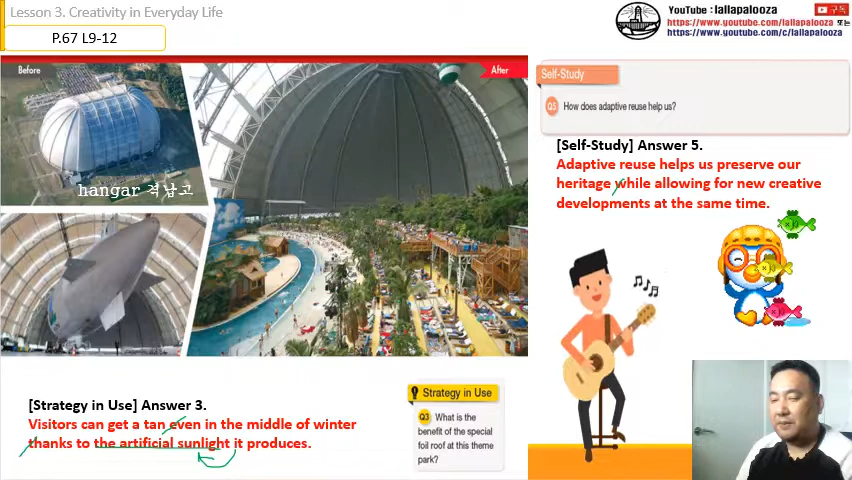 Lesson 3. Creativity in Everyday Life
P.67 L9-12
YouTube : lallapalooza
구독
https://www.youtube.com/lallapalooza 또는
https://www.youtube.com/c/lallapalooza
Before
After
hangar 격납고
Self-Study
Q5 How does adaptive reuse help us?
[Self-Study] Answer 5.
Adaptive reuse helps us preserve our
heritage while allowing for new creative
developments at the same time.
[Strategy in Use] Answer 3.
Visitors can get a tan even in the middle of winter
thanks to the artificial sunlight it produces.
Strategy in Use
Q3 What is the
benefit of the special
foil roof at this theme
park?